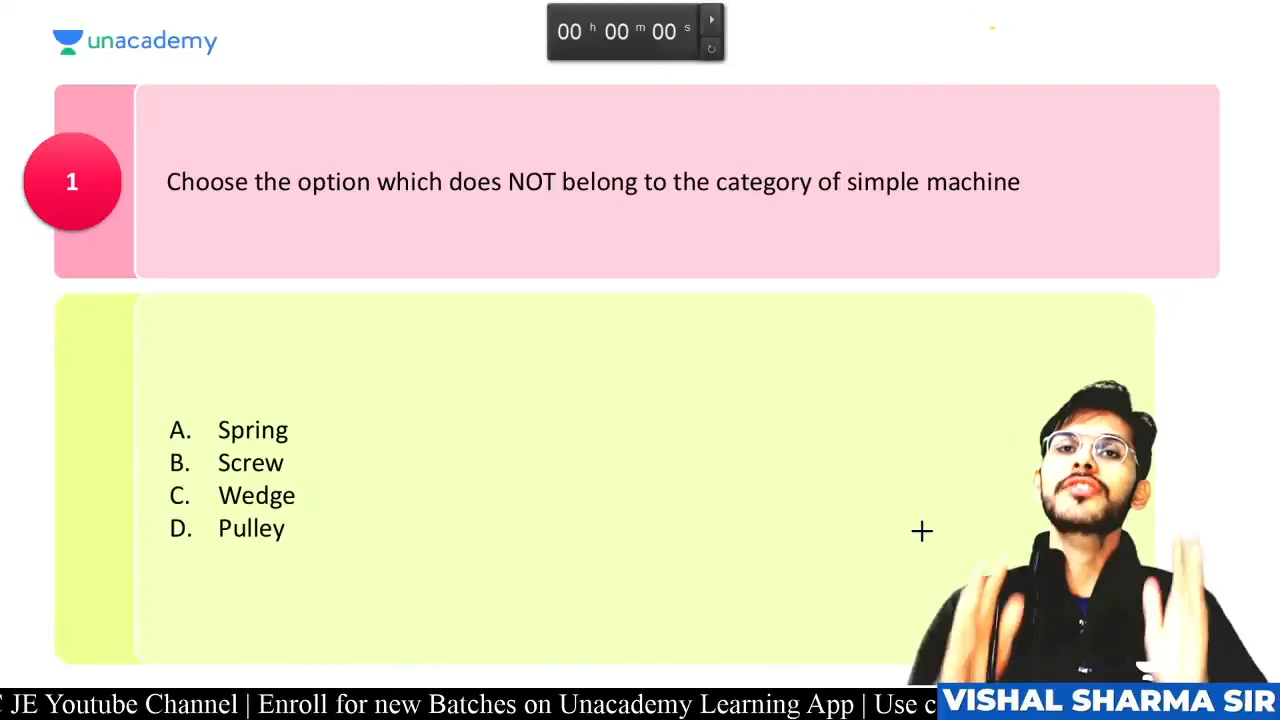 unacademy
00 h 00 m 00 s
1
Choose the option which does NOT belong to the category of simple machine
A. Spring
B. Screw
C. Wedge
D. Pulley
JE Youtube Channel | Enroll for new Batches on Unacademy Learning App | Use
VISHAL SHARMA SIR